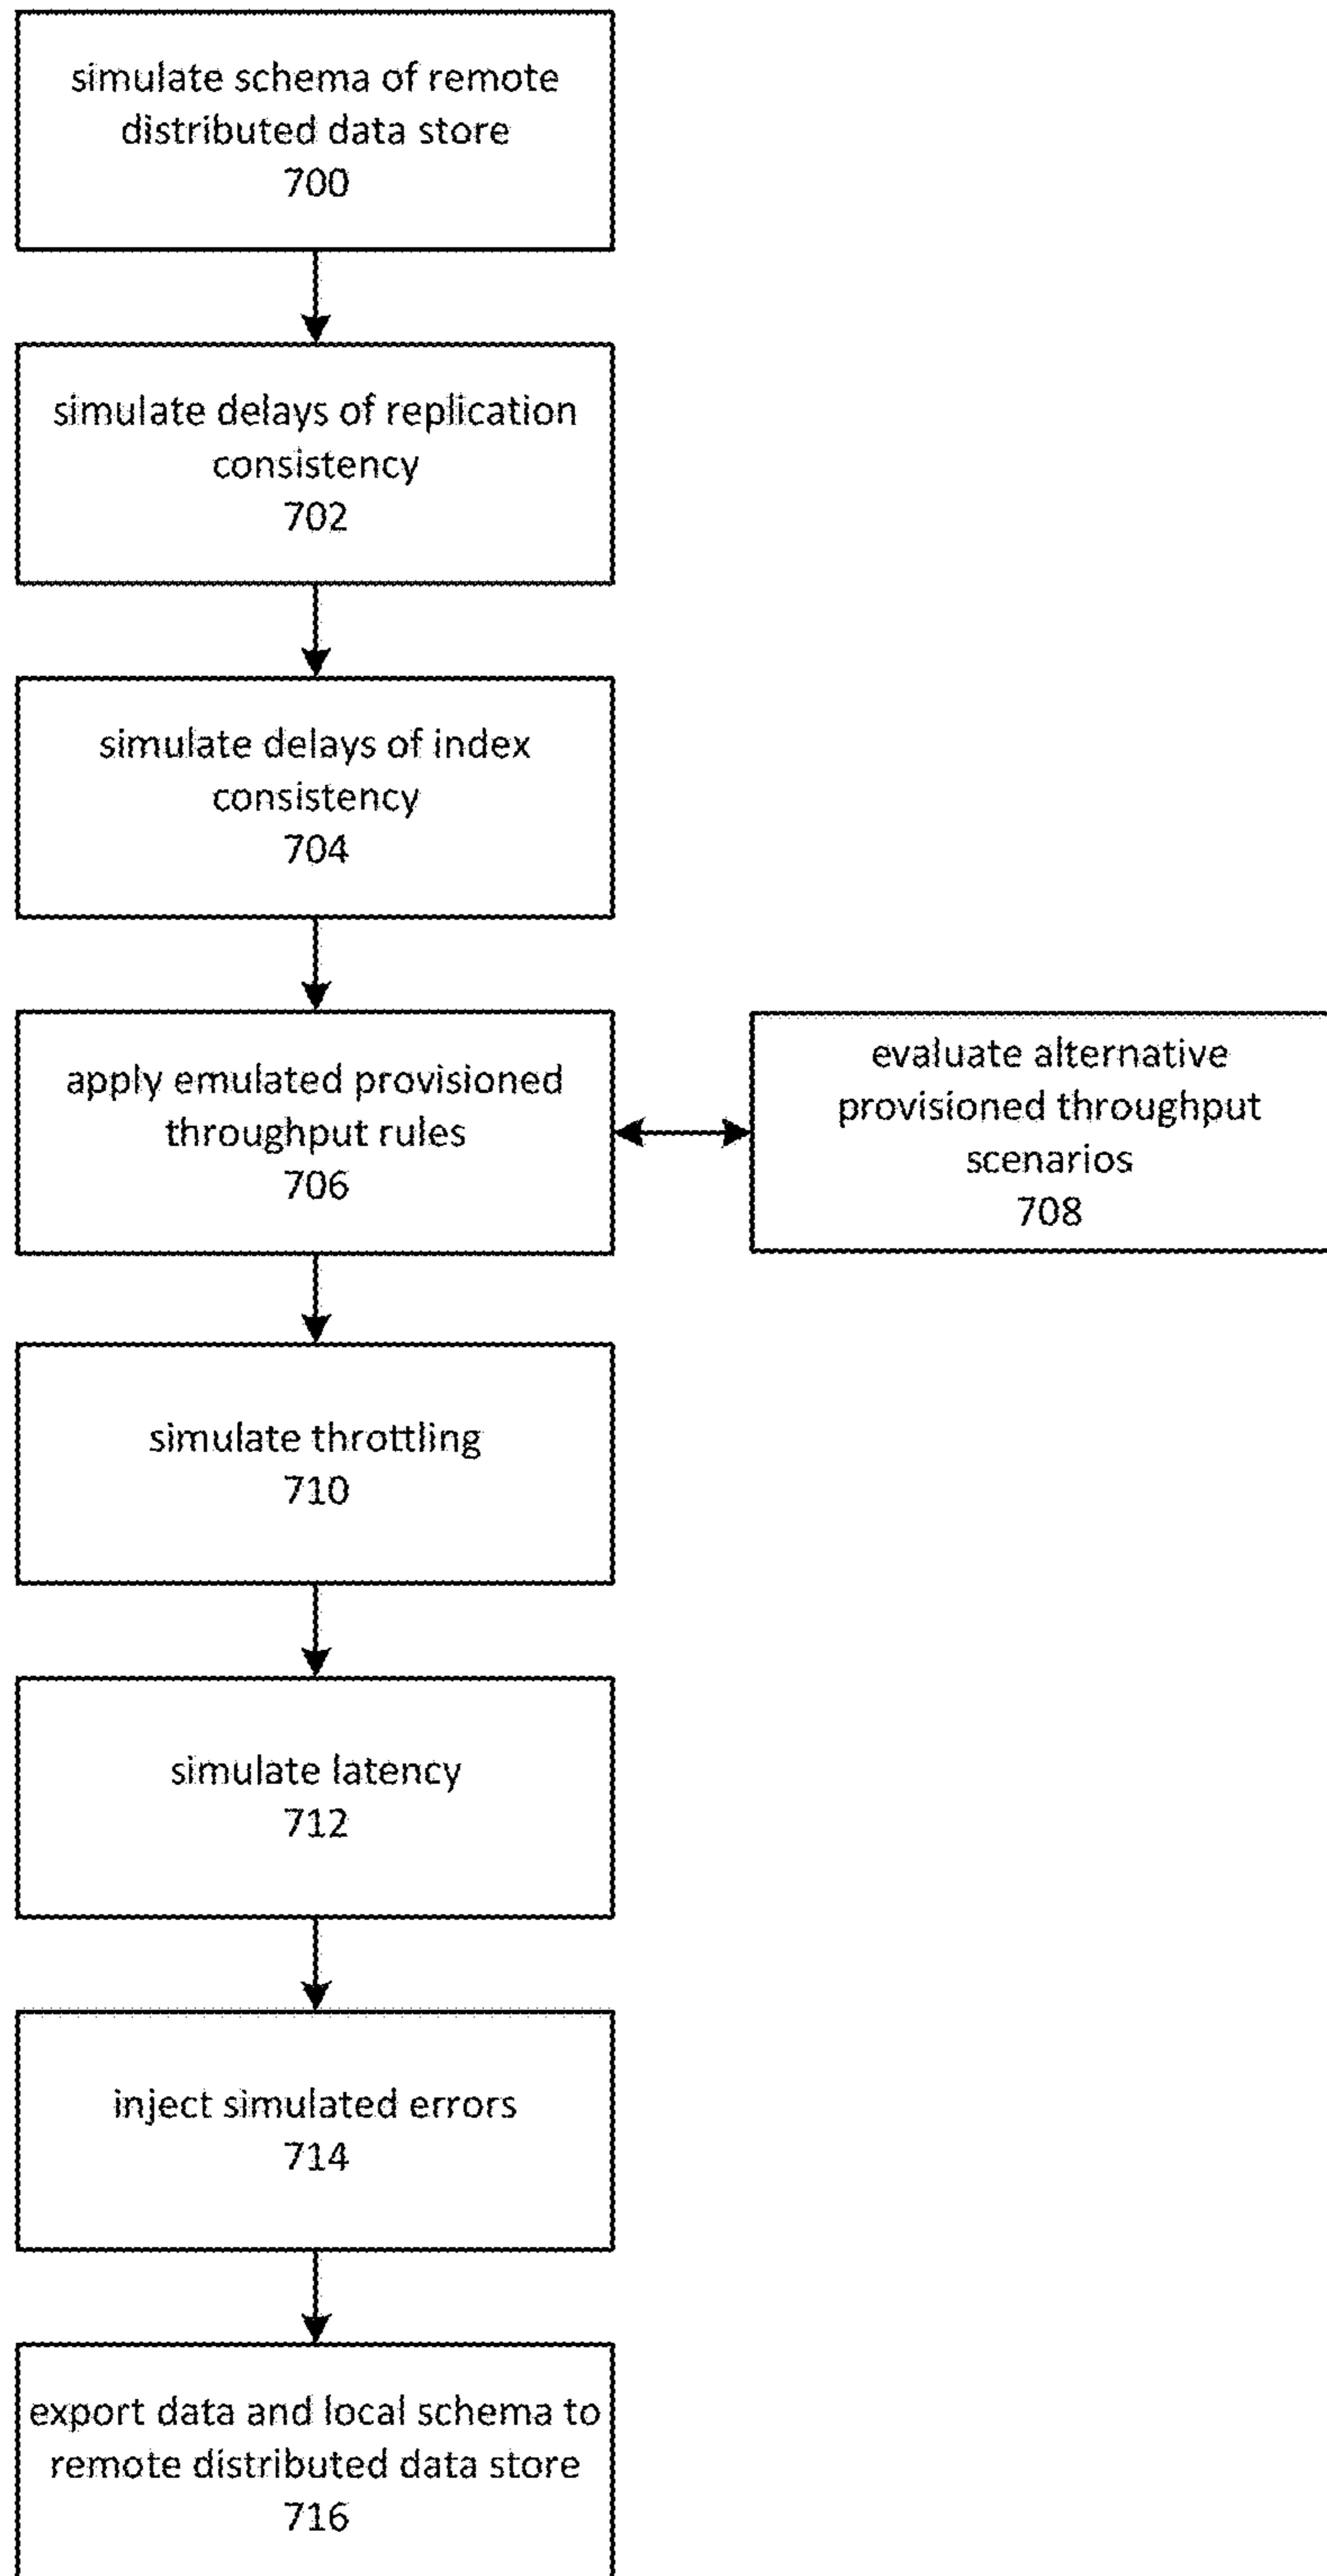 simulate schema of remote
distributed data store
700
simulate delays of replication
consistency
702
simulate delays of index
consistency
704
apply emulated provisioned
throughput rules
706
evaluate alternative
provisioned throughput
scenarios
708
simulate throttling
710
simulate latency
712
inject simulated errors
714
export data and local schema to
remote distributed data store
716